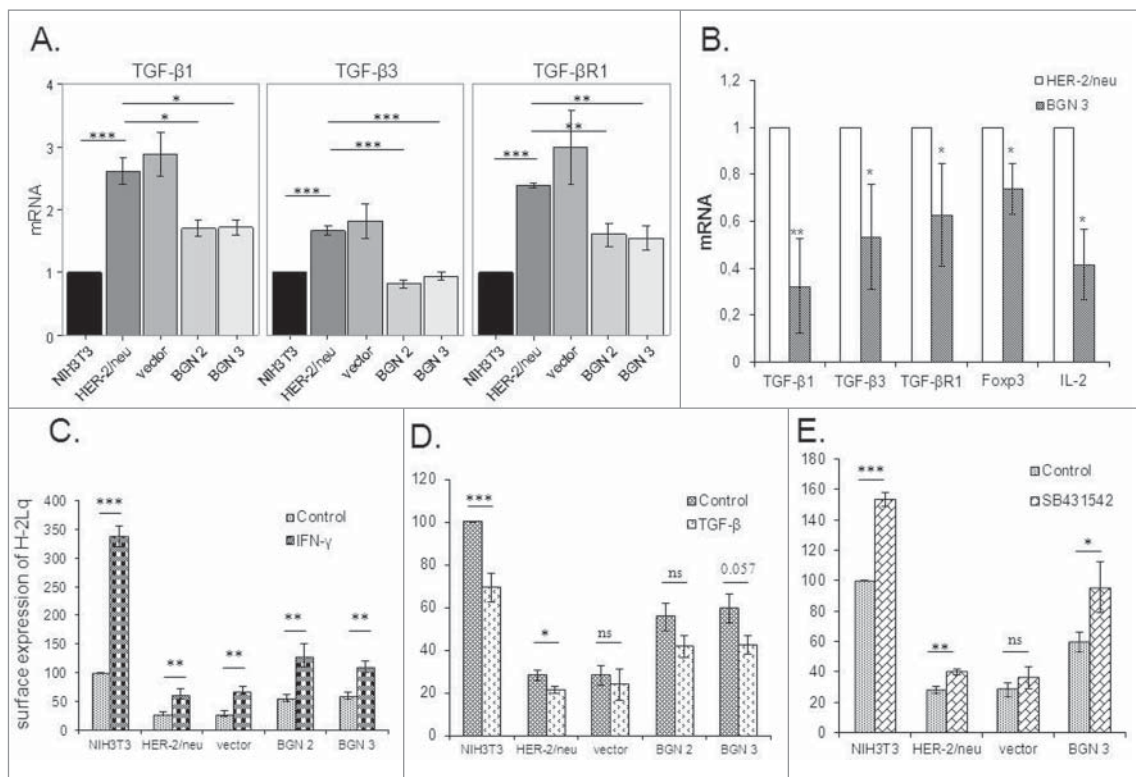 A.
TGF-β1 TGF-β3 TGF-βR1
mRNA
4
3
2
1
0
*
*
***
***
***
***
**
**
***
NIH3T3 HER-2/neu vector BGN 2 BGN 3
NIH3T3 HER-2/neu vector BGN 2 BGN 3
NIH3T3 HER-2/neu vector BGN 2 BGN 3
B.
HER-2/neu
BGN 3
mRNA
1,2
1
0,8
0,6
0,4
0,2
0
** * * * *
TGF-β1 TGF-β3 TGF-βR1 Foxp3 IL-2
C.
surface expression of H-2Lq
400
350
300
250
200
150
100
50
0
Control
IFN-γ
*** ** ** ** **
NIH3T3 HER-2/neu vector BGN 2 BGN 3
D.
120
100
80
60
40
20
0
Control
TGF-β
*** * ns ns 0.057
NIH3T3 HER-2/neu vector BGN 2 BGN 3
E.
180
160
140
120
100
80
60
40
20
0
Control
SB431542
*** ** ns *
NIH3T3 HER-2/neu vector BGN 3